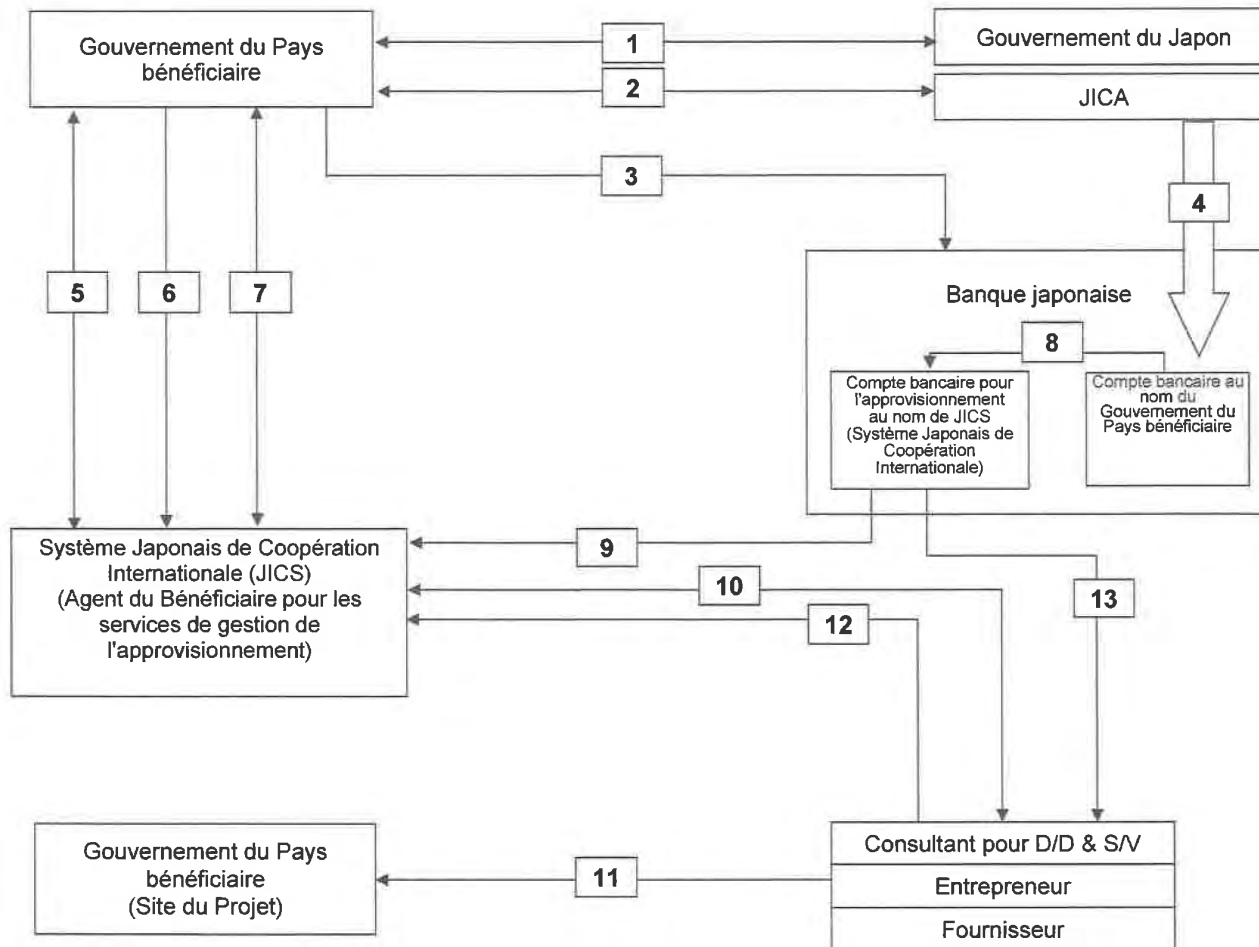 Gouvernement du Pays
bénéficiaire
1
Gouvernement du Japon
2
JICA
3
4
5
6
7
Banque japonaise
8
Compte bancaire pour
l'approvisionnement
au nom de JICS
(Système Japonais de
Coopération
Internationale)
Compte bancaire au
nom du
Gouvernement du
Pays bénéficiaire
Système Japonais de Coopération
Internationale (JICS)
(Agent du Bénéficiaire pour les
services de gestion de
l'approvisionnement)
9
10
12
13
Gouvernement du Pays
bénéficiaire
(Site du Projet)
11
Consultant pour D/D & S/V
Entrepreneur
Fournisseur